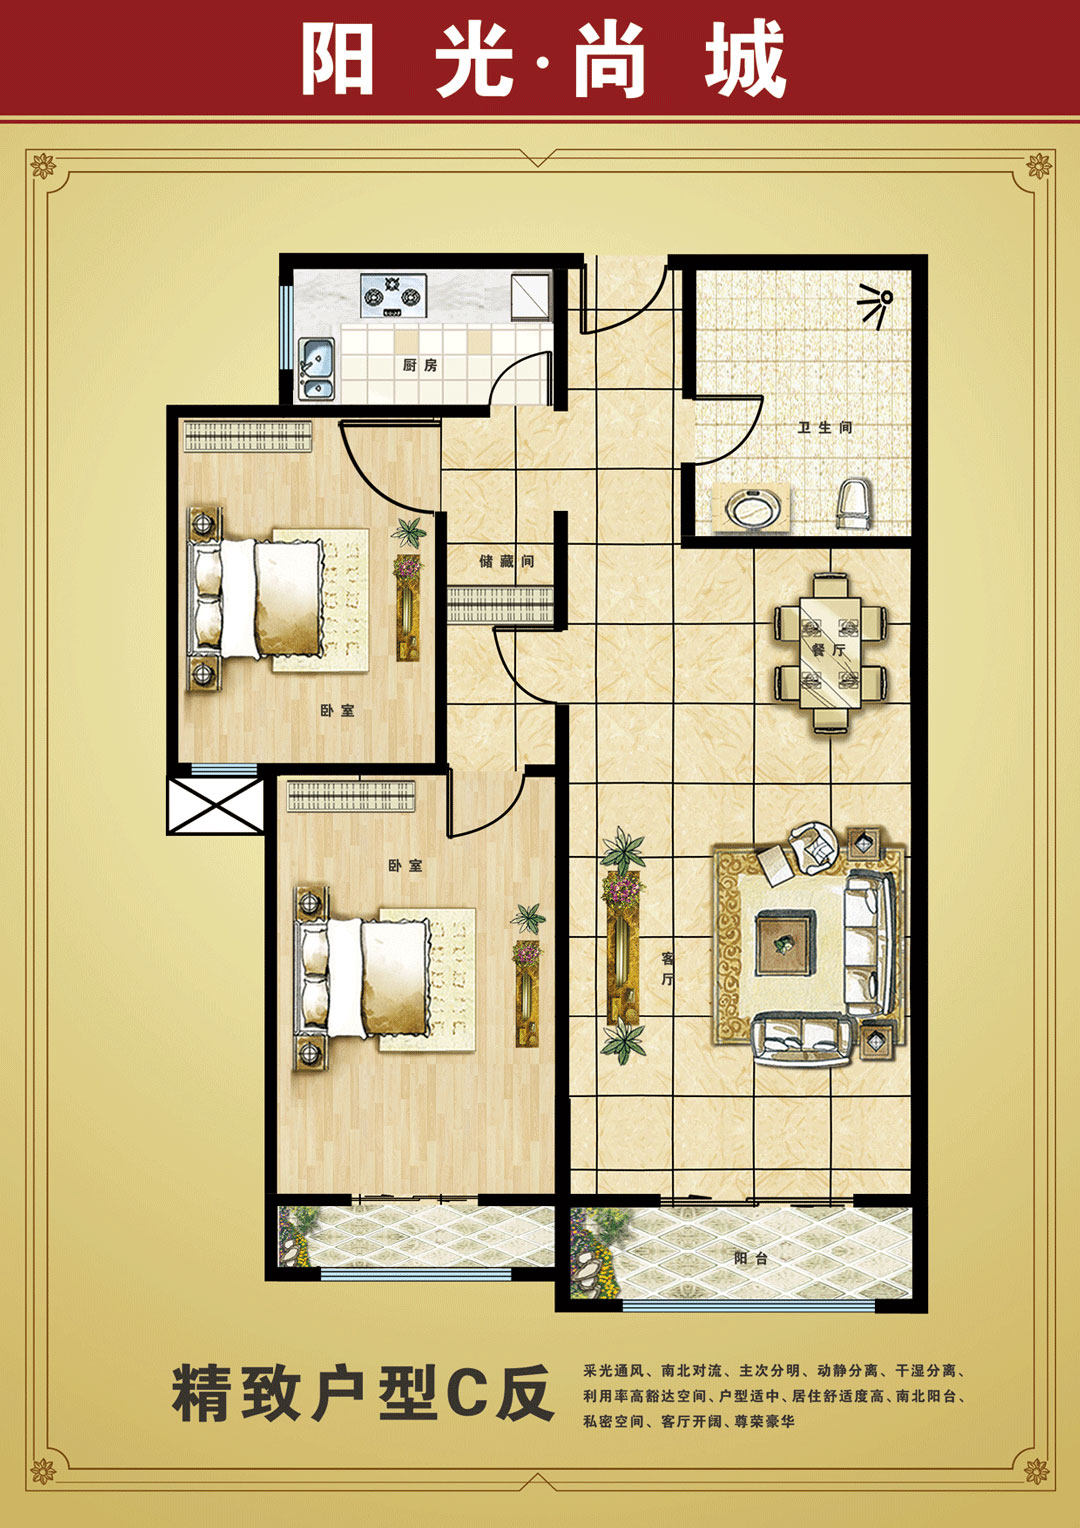 阳光·尚城
厨房
卫生间
储藏间
餐厅
卧室
卧室
客厅
阳台
精致户型C反
采光通风、南北对流、主次分明、动静分离、干湿分离、
利用率高豁达空间、户型适中、居住舒适度高、南北阳台、
私密空间、客厅开阔、尊荣豪华